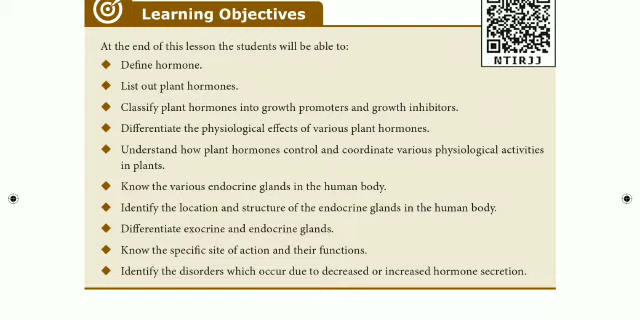 Learning Objectives
NTIRJJ
At the end of this lesson the students will be able to:
Define hormone.
List out plant hormones.
Classify plant hormones into growth promoters and growth inhibitors.
Differentiate the physiological effects of various plant hormones.
Understand how plant hormones control and coordinate various physiological activities
in plants.
Know the various endocrine glands in the human body.
Identify the location and structure of the endocrine glands in the human body.
Differentiate exocrine and endocrine glands.
Know the specific site of action and their functions.
Identify the disorders which occur due to decreased or increased hormone secretion.